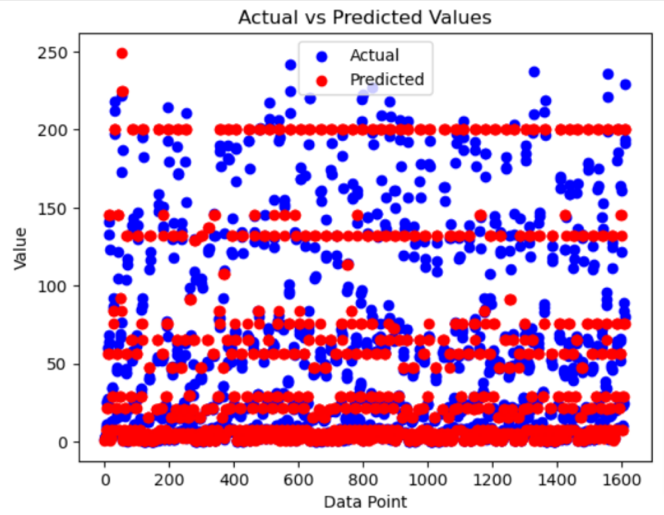 Actual vs Predicted Values
Actual
Predicted
250
200
150
100
50
0
Value
0 200 400 600 800 1000 1200 1400 1600
Data Point